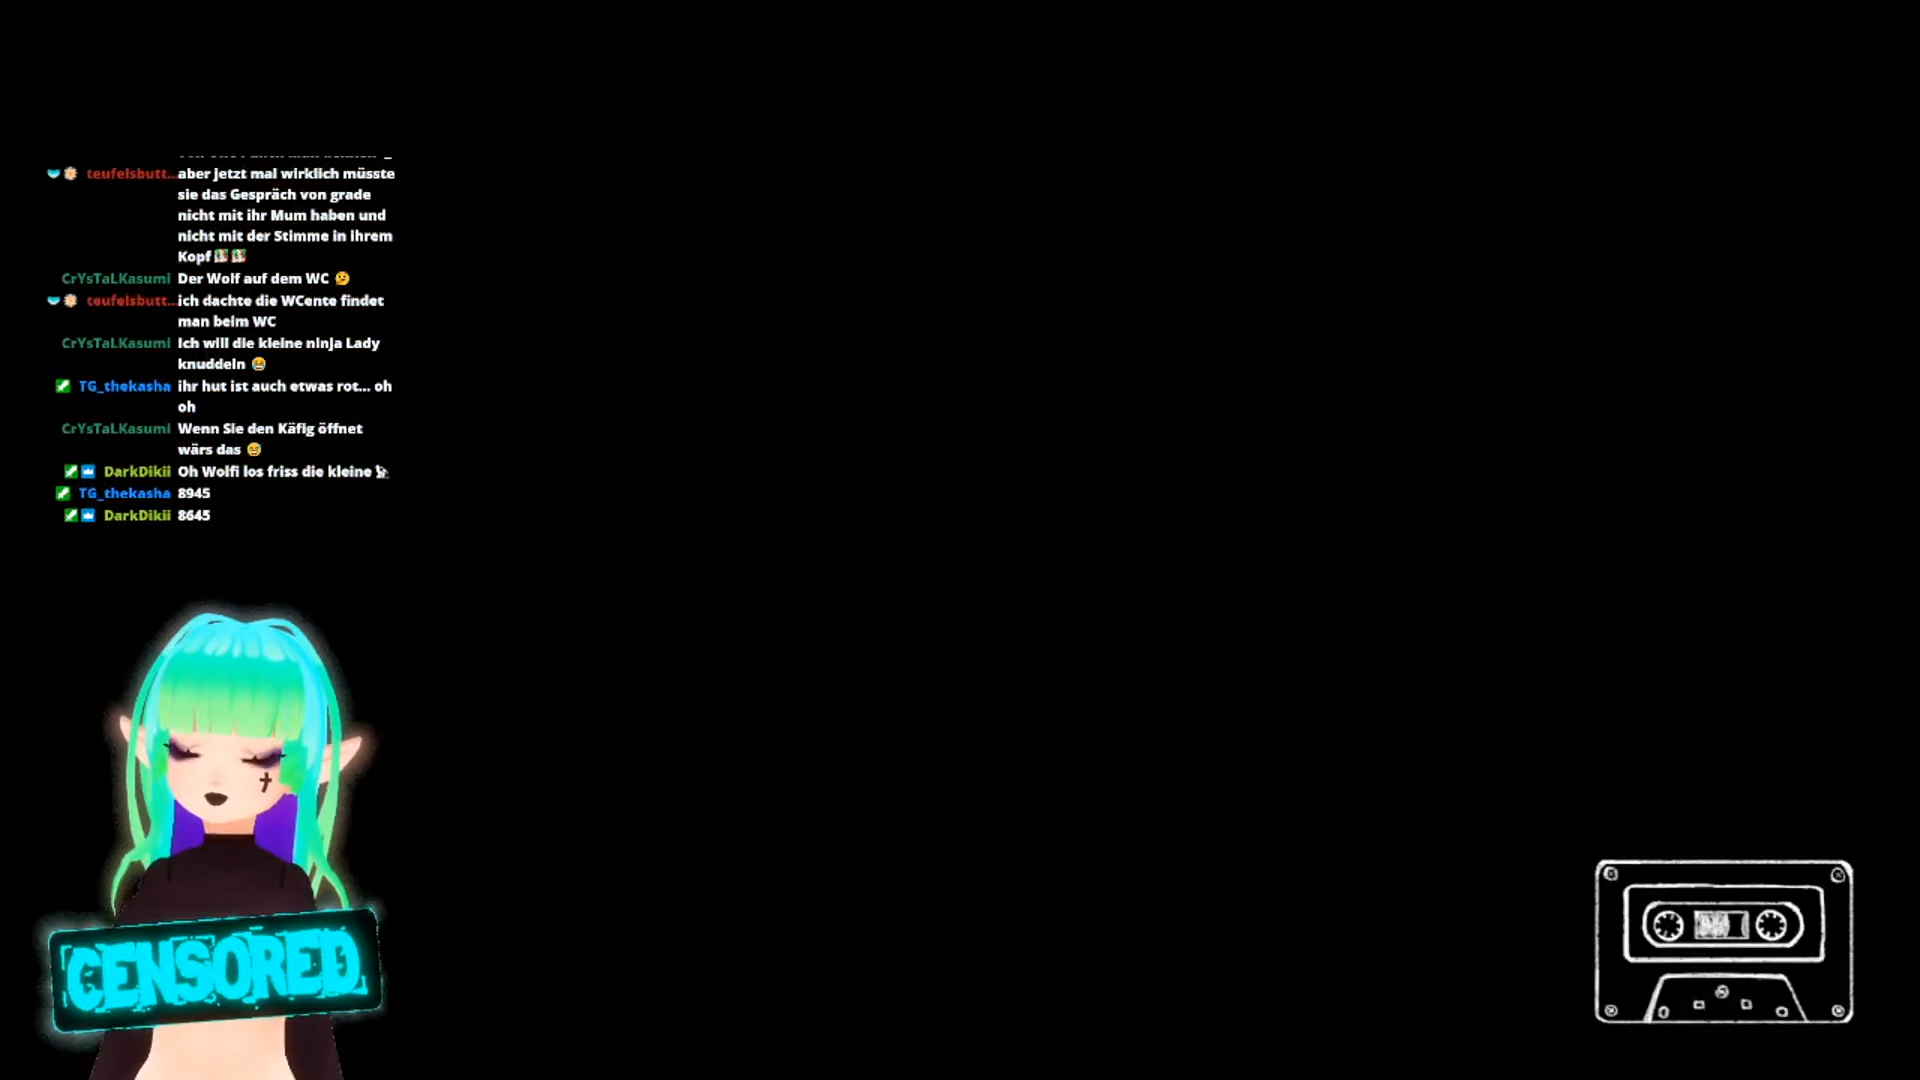 teufelsbutt... aber jetzt mal wirklich müsste
sie das Gespräch von grade
nicht mit ihr Mum haben und
nicht mit der Stimme in ihrem
Kopf
CrYsTaLKasumi Der Wolf auf dem WC 🤔
teufelsbutt... ich dachte die WCente findet
man beim WC
CrYsTaLKasumi Ich will die kleine ninja Lady
knuddeln 😢
TG_thekasha ihr hut ist auch etwas rot... oh
oh
CrYsTaLKasumi Wenn Sie den Käfig öffnet
wärs das 😅
DarkDikii Oh Wolfi los friss die kleine
TG_thekasha 8945
DarkDikii 8645
CENSORED